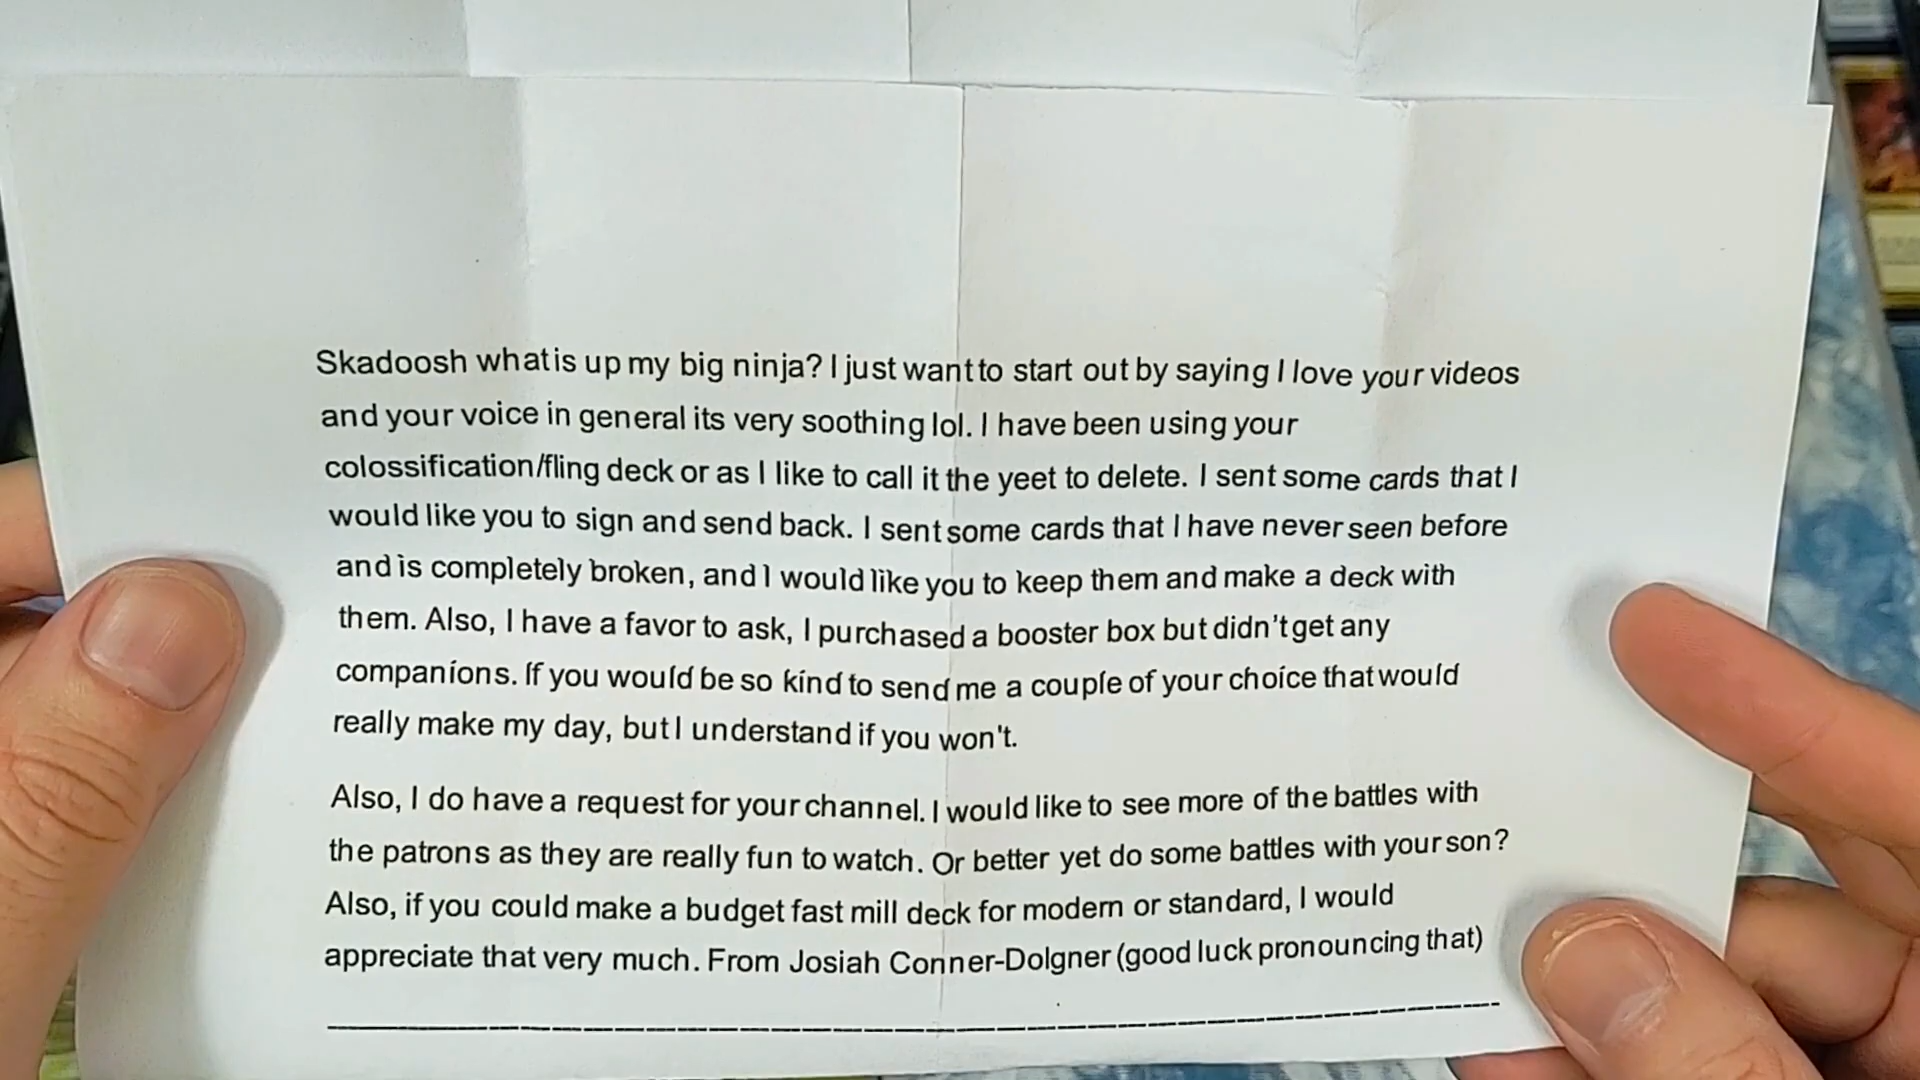 Skadoosh what is up my big ninja? I just want to start out by saying I love your videos
and your voice in general its very soothing lol. I have been using your
colossification/fling deck or as I like to call it the yeet to delete. I sent some cards that I
would like you to sign and send back. I sent some cards that I have never seen before
and is completely broken, and I would like you to keep them and make a deck with
them. Also, I have a favor to ask, I purchased a booster box but didn't get any
companions. If you would be so kind to send me a couple of your choice that would
really make my day, but I understand if you won't.
Also, I do have a request for your channel. I would like to see more of the battles with
the patrons as they are really fun to watch. Or better yet do some battles with your son?
Also, if you could make a budget fast mill deck for modern or standard, I would
appreciate that very much. From Josiah Conner-Dolgner (good luck pronouncing that)